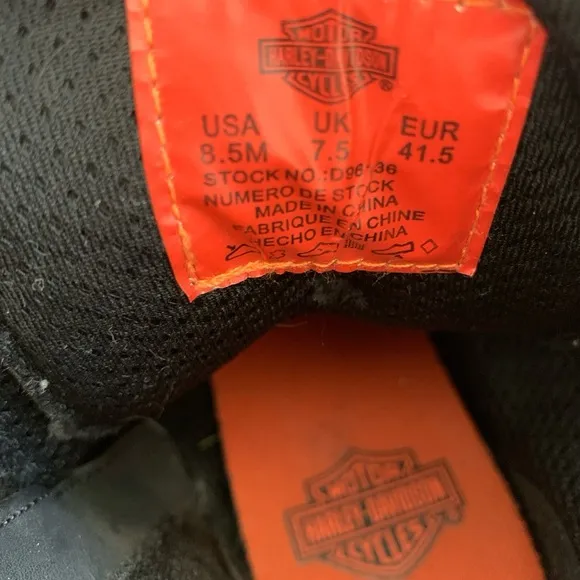 MOTOR
HARLEY-DAVIDSON
CYCLES®
USA UK EUR
8.5M 7.5 41.5
STOCK NO.:
NUMERO DE STOCK
MADE IN CHINA
FABRIQUE EN CHINE
HECHO EN CHINA
MOTOR
HARLEY-DAVIDSON
CYCLES